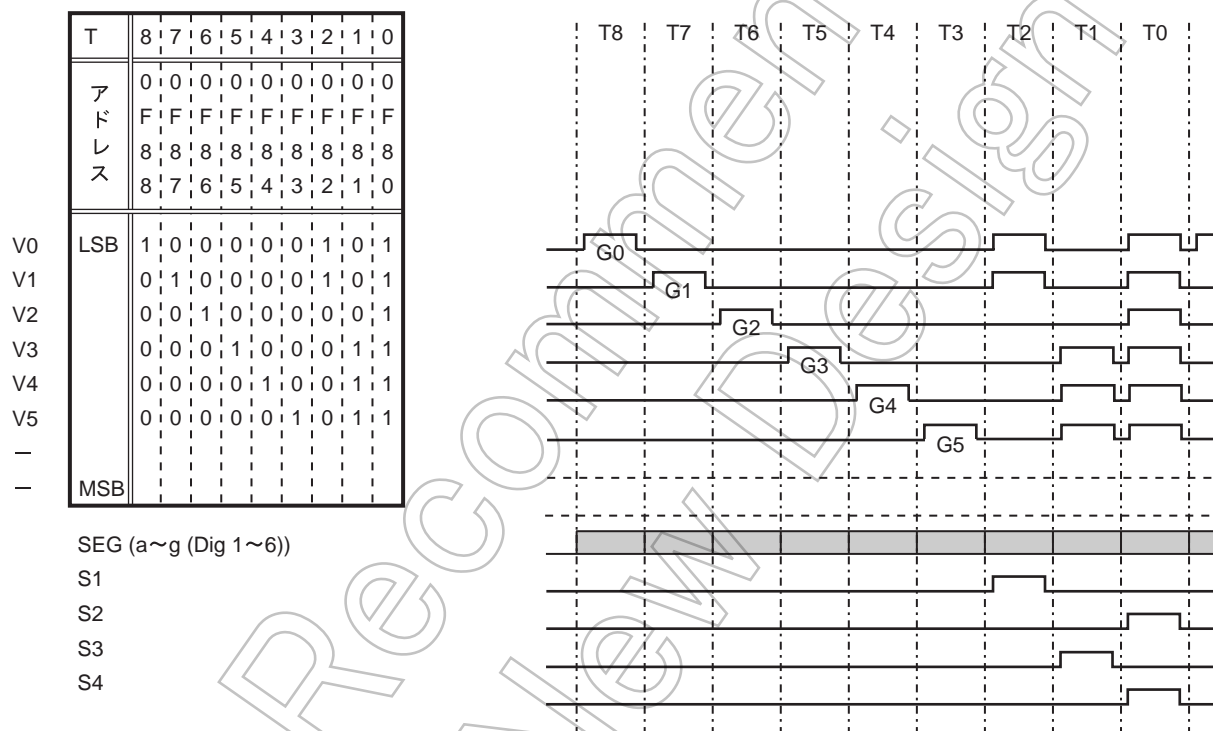 T 8 7 6 5 4 3 2 1 0
アドレス
0 0 0 0 0 0 0 0 0
F F F F F F F F F
8 8 8 8 8 8 8 8 8
8 7 6 5 4 3 2 1 0
V0 LSB 1 0 0 0 0 0 1 0 1
V1 0 1 0 0 0 0 1 0 1
V2 0 0 1 0 0 0 0 0 1
V3 0 0 0 1 0 0 0 1 1
V4 0 0 0 0 1 0 0 1 1
V5 0 0 0 0 0 1 0 1 1
–
– MSB
SEG (a〜g (Dig 1〜6))
S1
S2
S3
S4
T8 T7 T6 T5 T4 T3 T2 T1 T0
G0
G1
G2
G3
G4
G5
Recommen
New Design